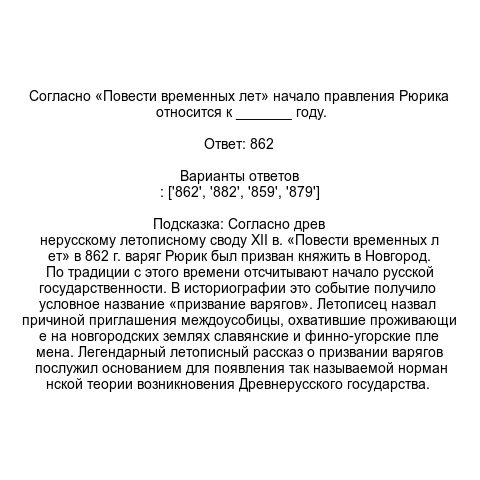 Согласно «Повести временных лет» начало правления Рюрика
относится к _______ году.
Ответ: 862
Варианты ответов
: ['862', '882', '859', '879']
Подсказка: Согласно древ
нерусскому летописному своду XII в. «Повести временных л
ет» в 862 г. варяг Рюрик был призван княжить в Новгород.
По традиции с этого времени отсчитывают начало русской
государственности. В историографии это событие получило
условное название «призвание варягов». Летописец назвал
причиной приглашения междоусобицы, охватившие проживающи
е на новгородских землях славянские и финно-угорские пле
мена. Легендарный летописный рассказ о призвании варягов
послужил основанием для появления так называемой норман
нской теории возникновения Древнерусского государства.